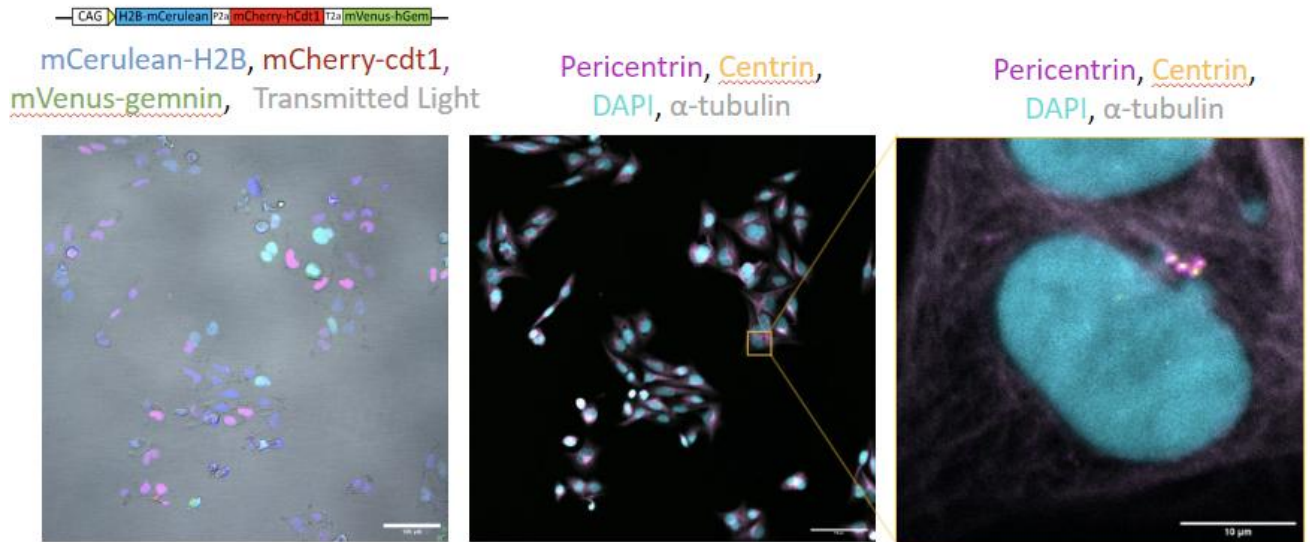 CAG H2B-mCerulean P2a mCherry-hCdt1 T2a mVenus-hGem
mCerulean-H2B, mCherry-cdt1,
mVenus-gemnin, Transmitted Light
Pericentrin, Centrin,
DAPI, α-tubulin
Pericentrin, Centrin,
DAPI, α-tubulin
10 μm